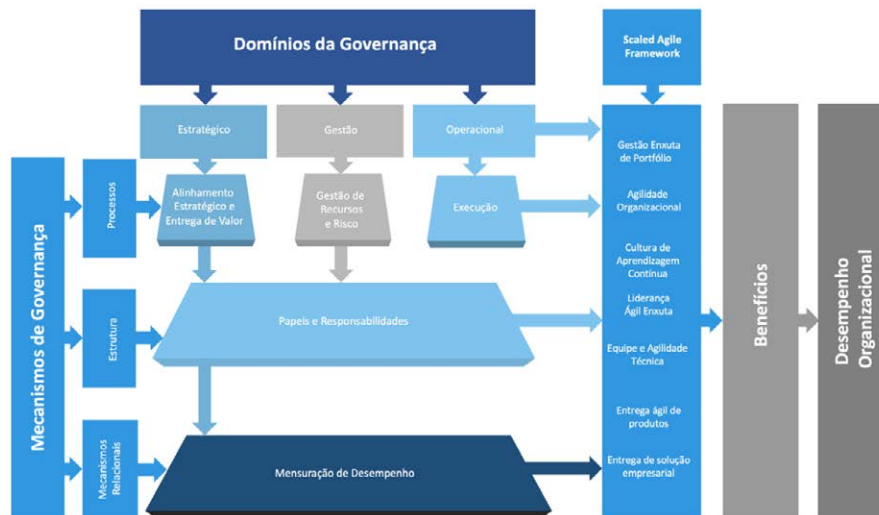 Domínios da Governança
Scaled Agile
Framework
Estratégico
Gestão
Operacional
Gestão Enxuta
de Portfólio
Mecanismos de Governança
Processos
Alinhamento
Estratégico e
Entrega de Valor
Gestão de
Recursos
e Risco
Execução
Agilidade
Organizacional
Cultura
de Aprendizagem
Contínua
Estrutura
Papeis e Responsabilidades
Liderança
Ágil Enxuta
Equipe e Agilidade
Técnica
Benefícios
Desempenho
Organizacional
Entrega ágil de
produtos
Mecanismos
Relacionais
Mensuração de Desempenho
Entrega de solução
empresarial